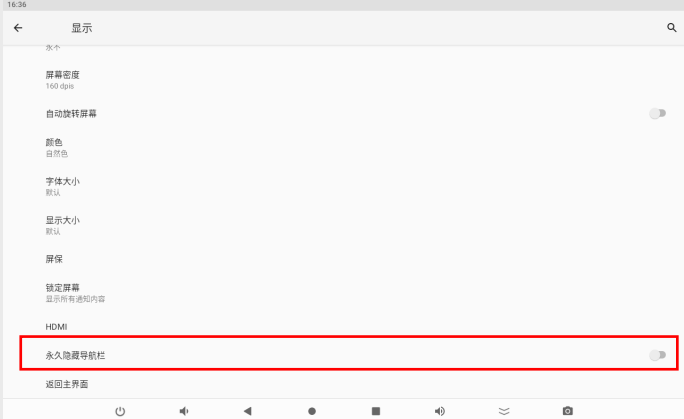 16:36
显示
永不
屏幕密度
160 dpis
自动旋转屏幕
颜色
自然色
字体大小
默认
显示大小
默认
屏保
锁定屏幕
显示所有通知内容
HDMI
永久隐藏导航栏
返回主界面